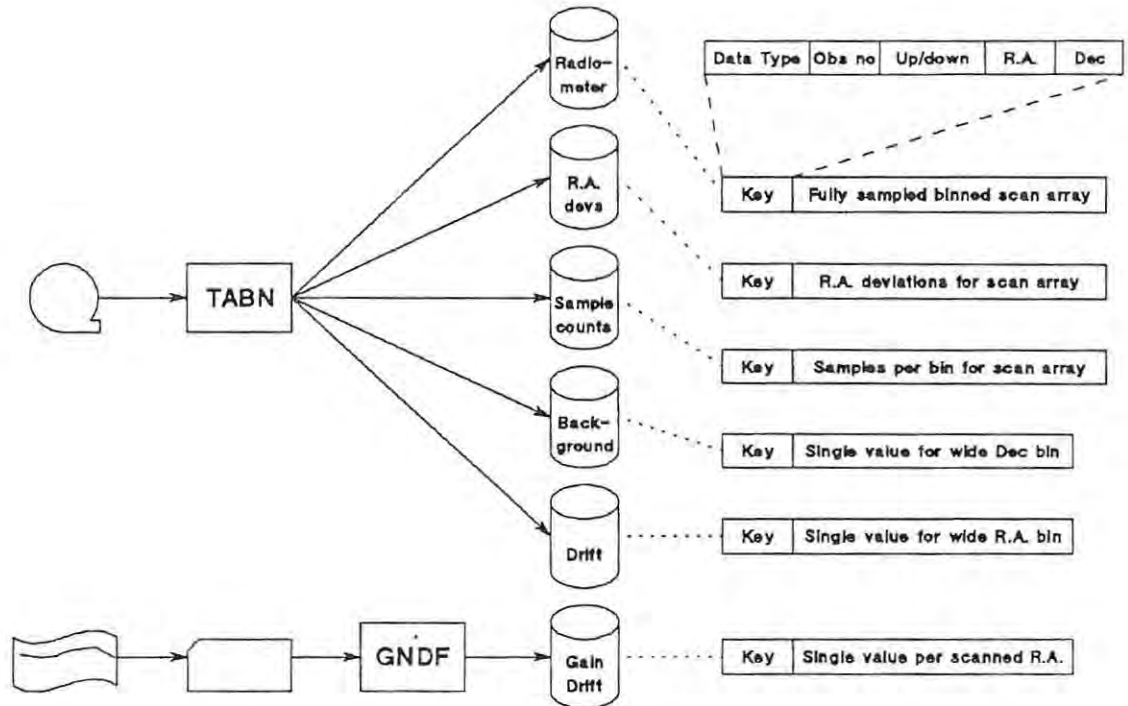 Radio-
meter
Data Type Obs no Up/down R.A. Dec
R.A.
devs
Key Fully sampled binned scan array
TABN
Sample
counts
Key R.A. deviations for scan array
Key Samples per bin for scan array
Back-
ground
Key Single value for wide Dec bin
Drift
Key Single value for wide R.A. bin
GNDF
Gain
Drift
Key Single value per scanned R.A.